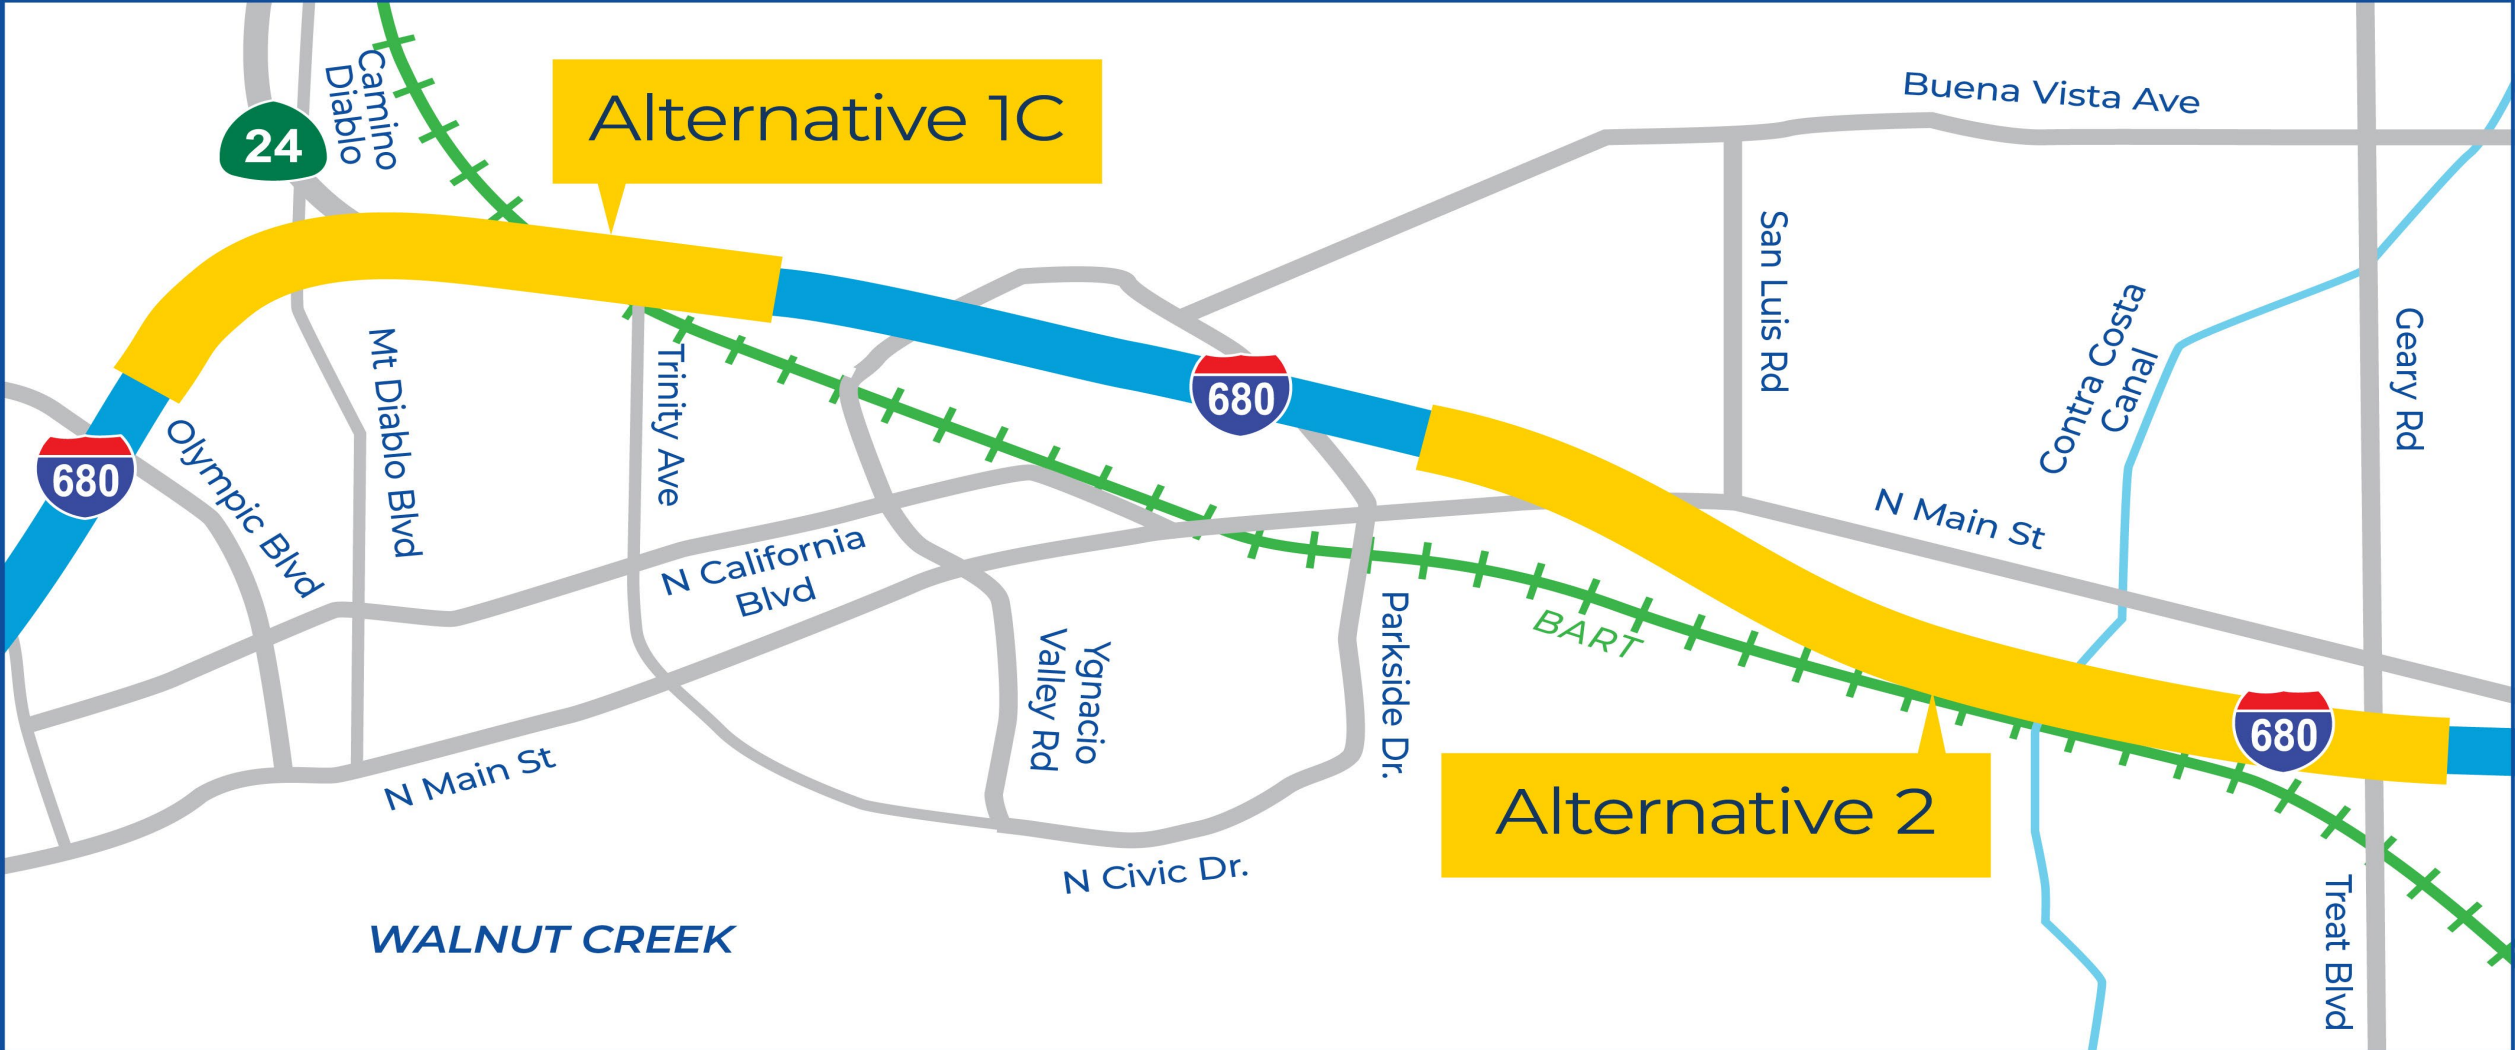 Camino
Diablo
24
Alternative 1C
Buena Vista Ave
San Luis Rd
Contra Costa
Canal
Geary Rd
Mt Diablo Blvd
Trinity Ave
680
680
Olympic Blvd
N Main St
N California
Blvd
BART
Parkside Dr.
Ygnacio
Valley Rd
680
N Main St
Alternative 2
N Civic Dr.
Treat Blvd
WALNUT CREEK